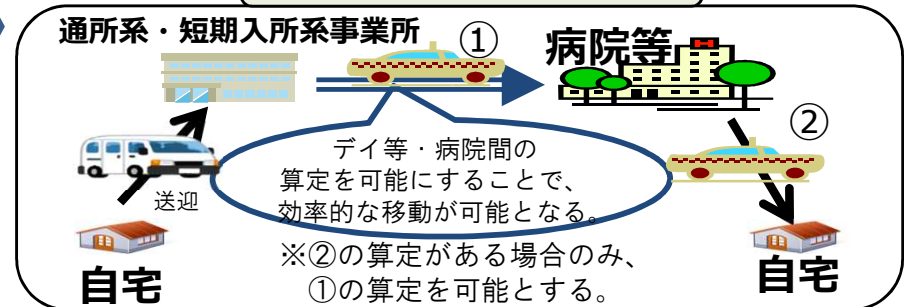 通所系・短期入所系事業所
①
病院等
H
②
デイ等・病院間の
算定を可能にすることで、
効率的な移動が可能となる。
送迎
※②の算定がある場合のみ、
①の算定を可能とする。
自宅
自宅